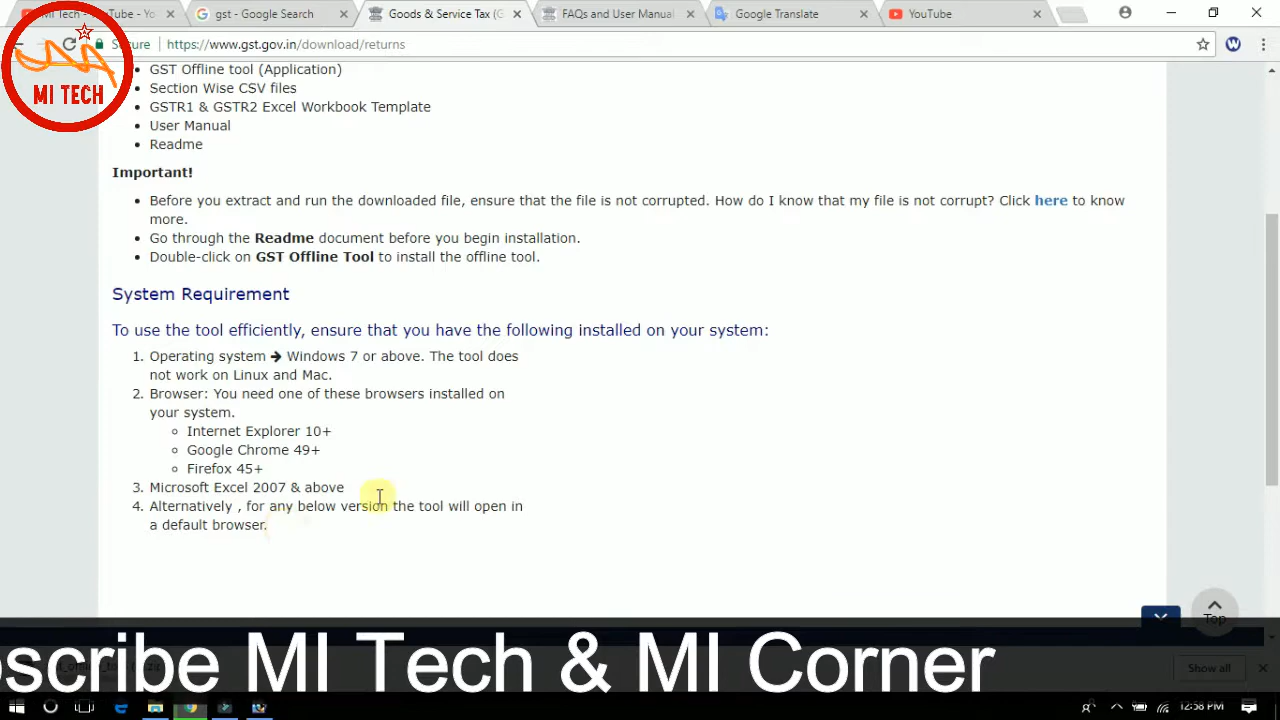 MI Tech - YouTube - Yo
gst - Google Search
Goods & Service Tax (G
FAQs and User Manual
Google Translate
YouTube
Secure
https://www.gst.gov.in/download/returns
MI TECH
GST Offline tool (Application)
Section Wise CSV files
GSTR1 & GSTR2 Excel Workbook Template
User Manual
Readme
Important!
Before you extract and run the downloaded file, ensure that the file is not corrupted. How do I know that my file is not corrupt? Click here to know
more.
Go through the Readme document before you begin installation.
Double-click on GST Offline Tool to install the offline tool.
System Requirement
To use the tool efficiently, ensure that you have the following installed on your system:
1. Operating system ➔ Windows 7 or above. The tool does
not work on Linux and Mac.
2. Browser: You need one of these browsers installed on
your system.
Internet Explorer 10+
Google Chrome 49+
Firefox 45+
3. Microsoft Excel 2007 & above
4. Alternatively , for any below version the tool will open in
a default browser.
Top
scribe MI Tech & MI Corner
Show all
12:58 PM